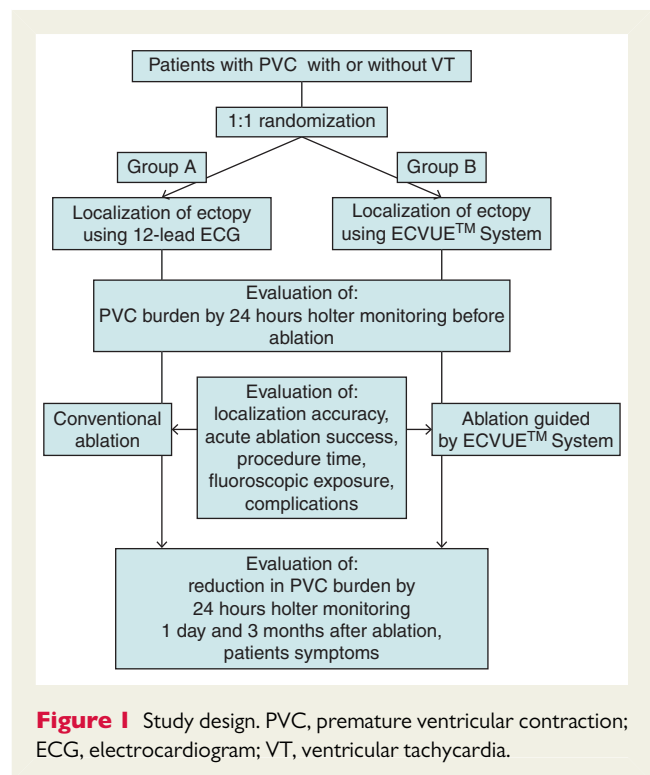 Patients with PVC with or without VT
1:1 randomization
Group A
Group B
Localization of ectopy
using 12-lead ECG
Localization of ectopy
using ECVUE™ System
Evaluation of:
PVC burden by 24 hours holter monitoring before
ablation
Conventional
ablation
Evaluation of:
localization accuracy,
acute ablation success,
procedure time,
fluoroscopic exposure,
complications
Ablation guided
by ECVUE™ System
Evaluation of:
reduction in PVC burden by
24 hours holter monitoring
1 day and 3 months after ablation,
patients symptoms
Figure 1 Study design. PVC, premature ventricular contraction;
ECG, electrocardiogram; VT, ventricular tachycardia.